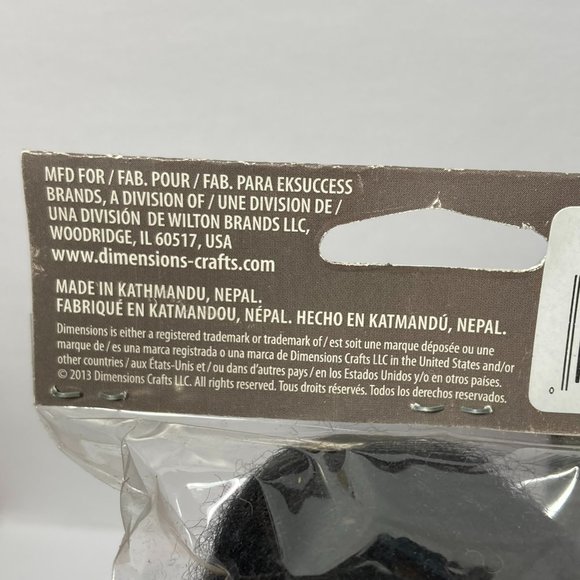 MFD FOR / FAB. POUR / FAB. PARA EKSUCCESS
BRANDS, A DIVISION OF / UNE DIVISION DE /
UNA DIVISIÓN DE WILTON BRANDS LLC,
WOODRIDGE, IL 60517, USA
www.dimensions-crafts.com
MADE IN KATHMANDU, NEPAL.
FABRIQUÉ EN KATMANDOU, NÉPAL. HECHO EN KATMANDÚ, NEPAL.
Dimensions is either a registered trademark or trademark of / est soit une marque déposée ou une
marque de / es una marca registrada o una marca de Dimensions Crafts LLC in the United States and/or
other countries / aux États-Unis et / ou dans d'autres pays / en los Estados Unidos y/o en otros países.
© 2013 Dimensions Crafts LLC. All rights reserved. Tous droits réservés. Todos los derechos reservados.
0